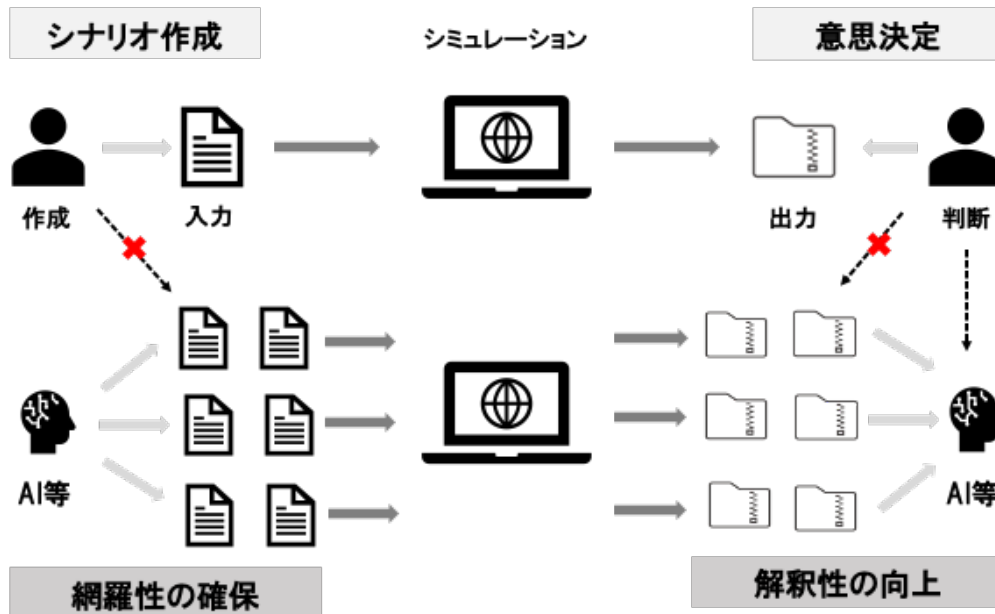 シナリオ作成
シミュレーション
意思決定
作成
入力
出力
判断
AI等
AI等
網羅性の確保
解釈性の向上